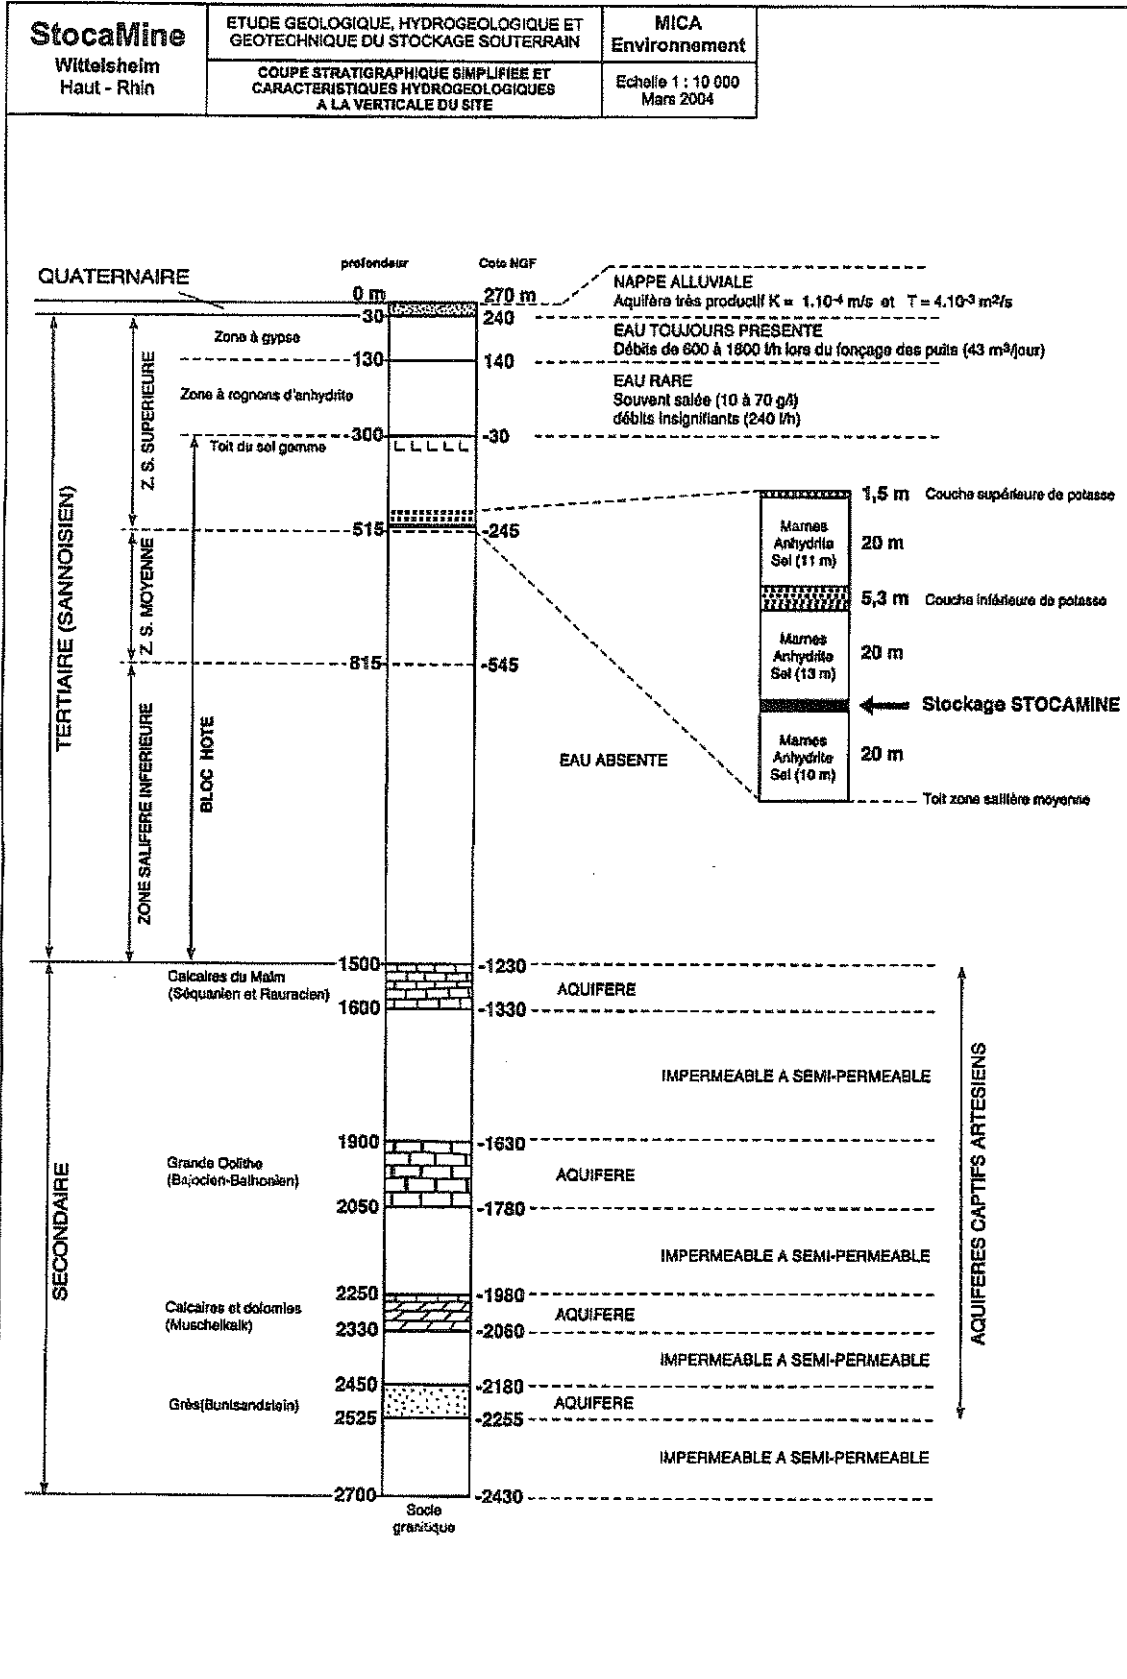 StocaMine
Wittelsheim
Haut - Rhin
ETUDE GEOLOGIQUE, HYDROGEOLOGIQUE ET
GEOTECHNIQUE DU STOCKAGE SOUTERRAIN
COUPE STRATIGRAPHIQUE SIMPLIFIEE ET
CARACTERISTIQUES HYDROGEOLOGIQUES
A LA VERTICALE DU SITE
MICA
Environnement
Echelle 1 : 10 000
Mars 2004
profondeur
Cote NGF
QUATERNAIRE
0 m
270 m
NAPPE ALLUVIALE
Aquifère très productif K = 1.10-4 m/s et T = 4.10-3 m²/s
30
240
Zone à gypse
EAU TOUJOURS PRESENTE
Débits de 600 à 1800 l/h lors du fonçage des puits (43 m³/jour)
130
140
Zone à rognons d'anhydrite
EAU RARE
Souvent salée (10 à 70 g/l)
débits insignifiants (240 l/h)
300
-30
Toit du sel gemme
Z. S. SUPERIEURE
515
-245
Z. S. MOYENNE
815
-545
TERTIAIRE (SANNOISIEN)
ZONE SALIFERE INFERIEURE
BLOC HOTE
EAU ABSENTE
1,5 m
Couche supérieure de potasse
Marnes
Anhydrite
Sel (11 m)
20 m
5,3 m
Couche inférieure de potasse
Marnes
Anhydrite
Sel (13 m)
20 m
Stockage STOCAMINE
Marnes
Anhydrite
Sel (10 m)
20 m
Toit zone salifère moyenne
1500
-1230
Calcaires du Malm
(Séquanien et Rauracien)
AQUIFERE
1600
-1330
IMPERMEABLE A SEMI-PERMEABLE
1900
-1630
Grande Oolithe
(Bajocien-Bathonien)
AQUIFERE
2050
-1780
IMPERMEABLE A SEMI-PERMEABLE
SECONDAIRE
AQUIFERES CAPTIFS ARTESIENS
2250
-1980
Calcaires et dolomies
(Muschelkalk)
AQUIFERE
2330
-2060
IMPERMEABLE A SEMI-PERMEABLE
2450
-2180
Grès(Buntsandstein)
AQUIFERE
2525
-2255
IMPERMEABLE A SEMI-PERMEABLE
2700
-2430
Socle
granitique